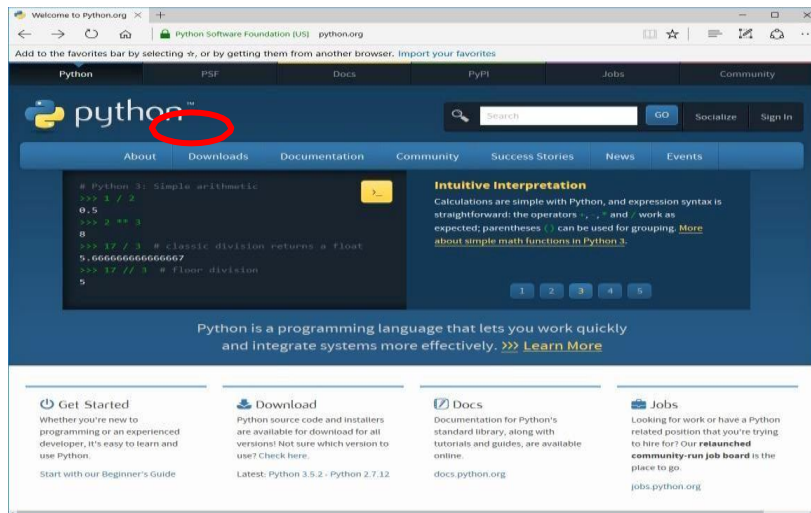 Welcome to Python.org
Python Software Foundation [US] python.org
Add to the favorites bar by selecting ☆, or by getting them from another browser. Import your favorites
Python PSF Docs PyPI Jobs Community
python™
Search GO Socialize Sign In
About Downloads Documentation Community Success Stories News Events
# Python 3: Simple arithmetic
>>> 1 / 2
0.5
>>> 2 ** 3
8
>>> 17 / 3 # classic division returns a float
5.666666666666667
>>> 17 // 3 # floor division
5
>_
Intuitive Interpretation
Calculations are simple with Python, and expression syntax is
straightforward: the operators +, -, * and / work as
expected; parentheses () can be used for grouping. More
about simple math functions in Python 3.
1 2 3 4 5
Python is a programming language that lets you work quickly
and integrate systems more effectively. >>> Learn More
Get Started
Whether you're new to
programming or an experienced
developer, it's easy to learn and
use Python.
Start with our Beginner's Guide
Download
Python source code and installers
are available for download for all
versions! Not sure which version to
use? Check here.
Latest: Python 3.5.2 - Python 2.7.12
Docs
Documentation for Python's
standard library, along with
tutorials and guides, are available
online.
docs.python.org
Jobs
Looking for work or have a Python
related position that you're trying
to hire for? Our relaunched
community-run job board is the
place to go.
jobs.python.org